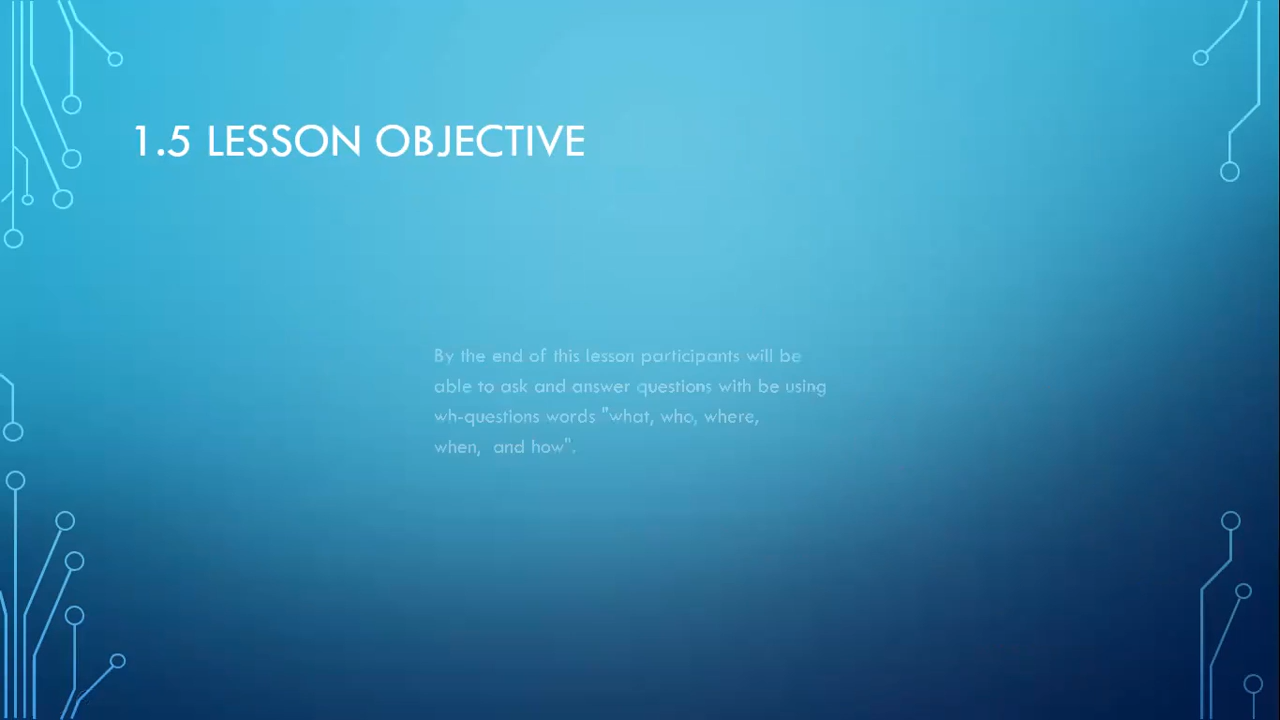 1.5 LESSON OBJECTIVE
By the end of this lesson participants will be
able to ask and answer questions with be using
wh-questions words "what, who, where,
when,  and how".